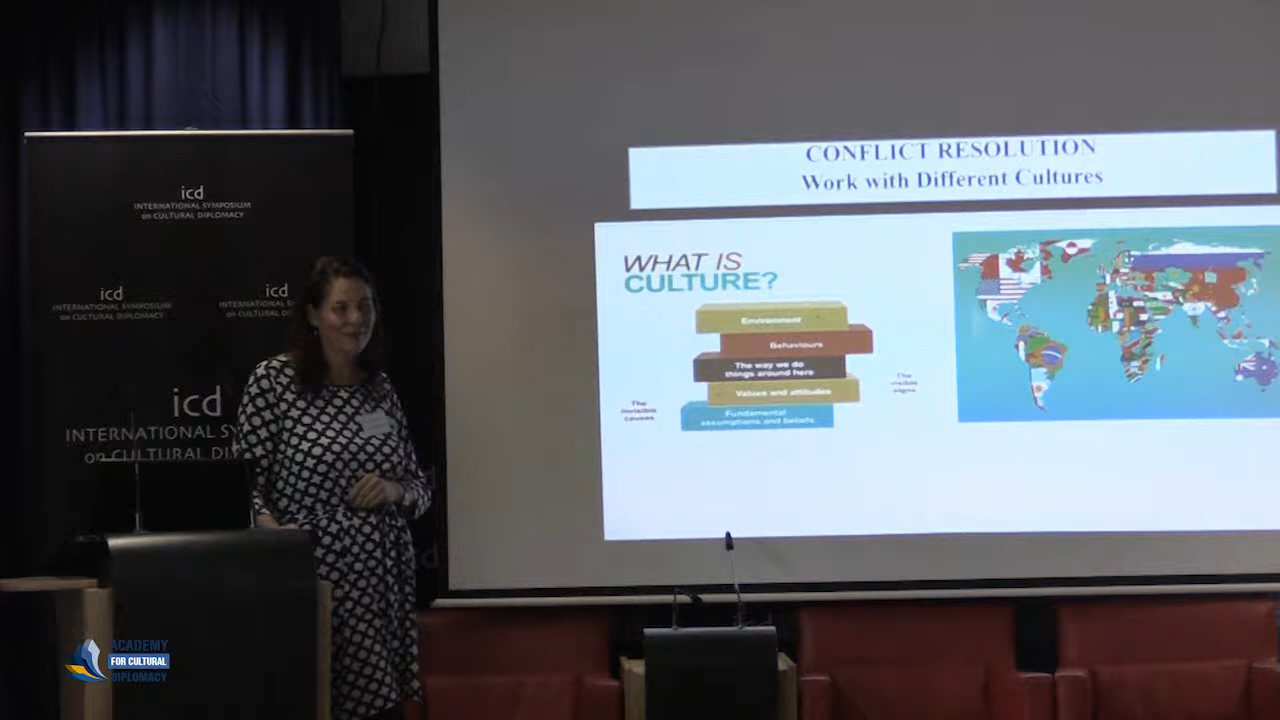 icd
INTERNATIONAL SYMPOSIUM
on CULTURAL DIPLOMACY
icd
INTERNATIONAL SYMPOSIUM
on CULTURAL DIPLOMACY
icd
INTERNATIONAL SY
on CULTURAL DI
icd
INTERNATIONAL SY
on CULTURAL DIP
CONFLICT RESOLUTION
Work with Different Cultures
WHAT IS
CULTURE?
Environment
Behaviours
The way we do
things around here
Values and attitudes
Fundamental
assumptions and beliefs
The
invisible
causes
The
visible
signs
ACADEMY
FOR CULTURAL
DIPLOMACY